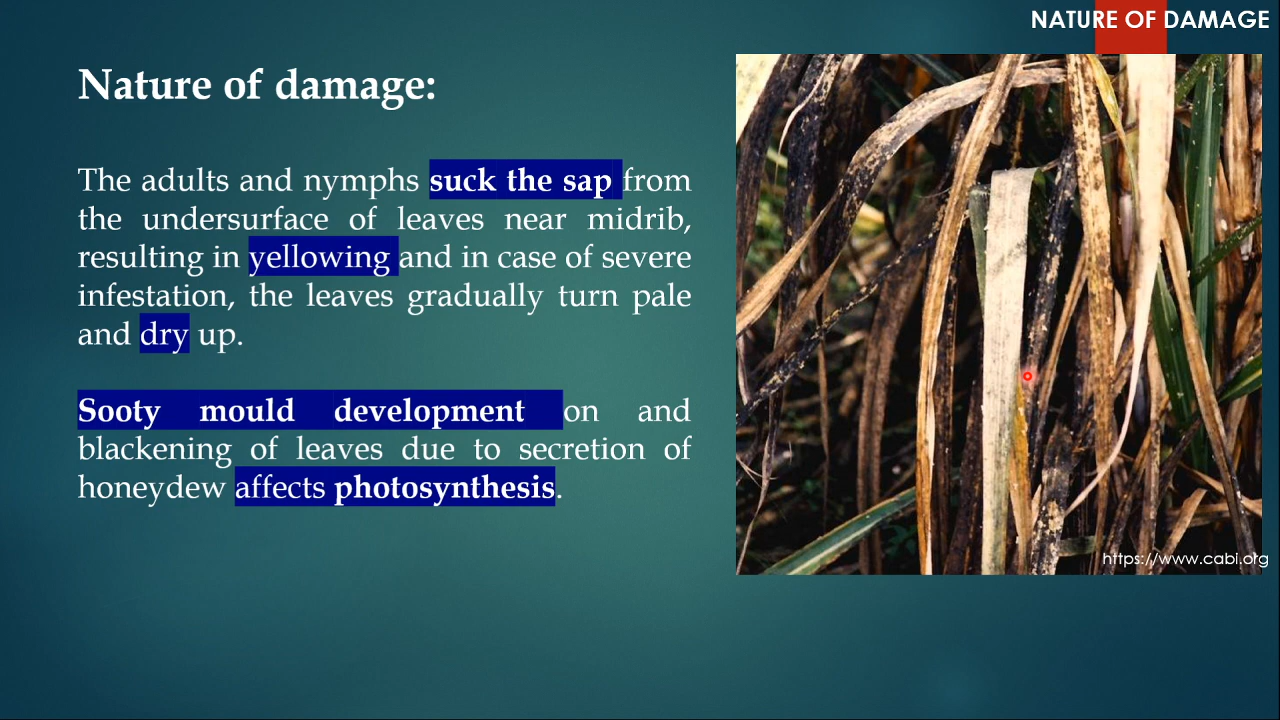 NATURE OF DAMAGE
Nature of damage:
The adults and nymphs suck the sap from
the undersurface of leaves near midrib,
resulting in yellowing and in case of severe
infestation, the leaves gradually turn pale
and dry up.
Sooty mould development on and
blackening of leaves due to secretion of
honeydew affects photosynthesis.
https://www.cabi.org